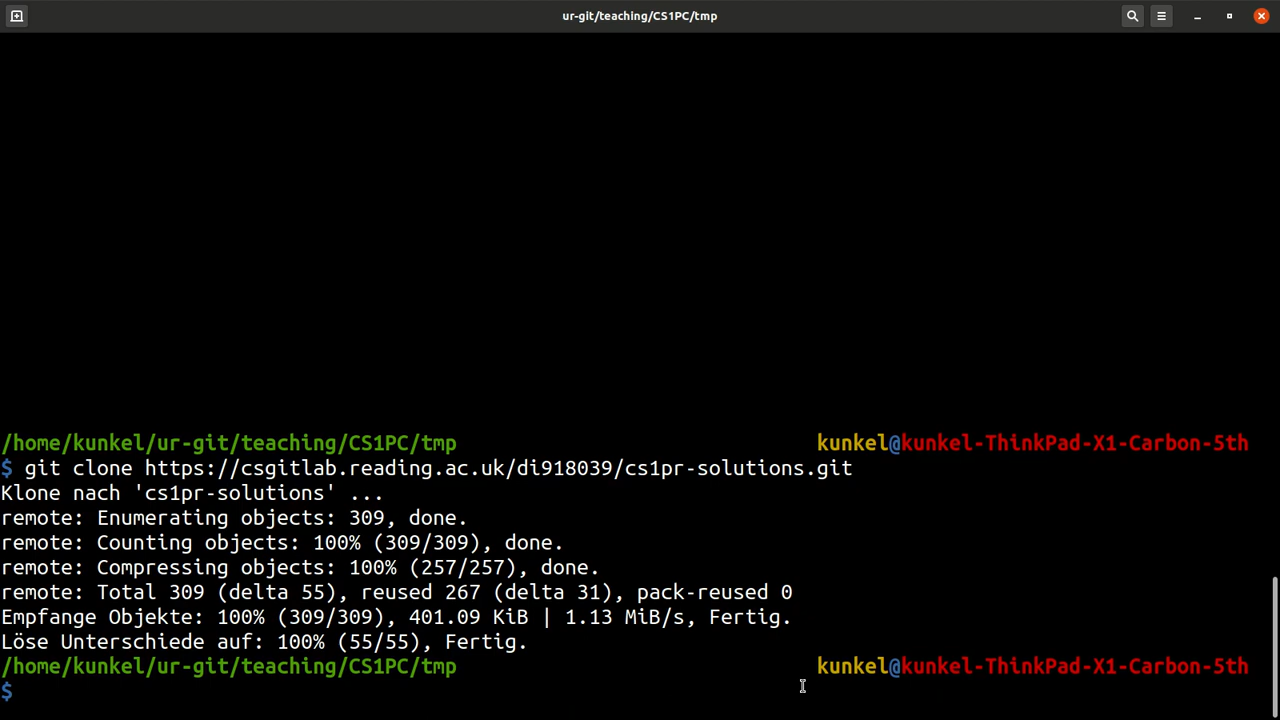 ur-git/teaching/CS1PC/tmp
/home/kunkel/ur-git/teaching/CS1PC/tmp kunkel@kunkel-ThinkPad-X1-Carbon-5th
$ git clone https://csgitlab.reading.ac.uk/di918039/cs1pr-solutions.git
Klone nach 'cs1pr-solutions' ...
remote: Enumerating objects: 309, done.
remote: Counting objects: 100% (309/309), done.
remote: Compressing objects: 100% (257/257), done.
remote: Total 309 (delta 55), reused 267 (delta 31), pack-reused 0
Empfange Objekte: 100% (309/309), 401.09 KiB | 1.13 MiB/s, Fertig.
Löse Unterschiede auf: 100% (55/55), Fertig.
/home/kunkel/ur-git/teaching/CS1PC/tmp kunkel@kunkel-ThinkPad-X1-Carbon-5th
$